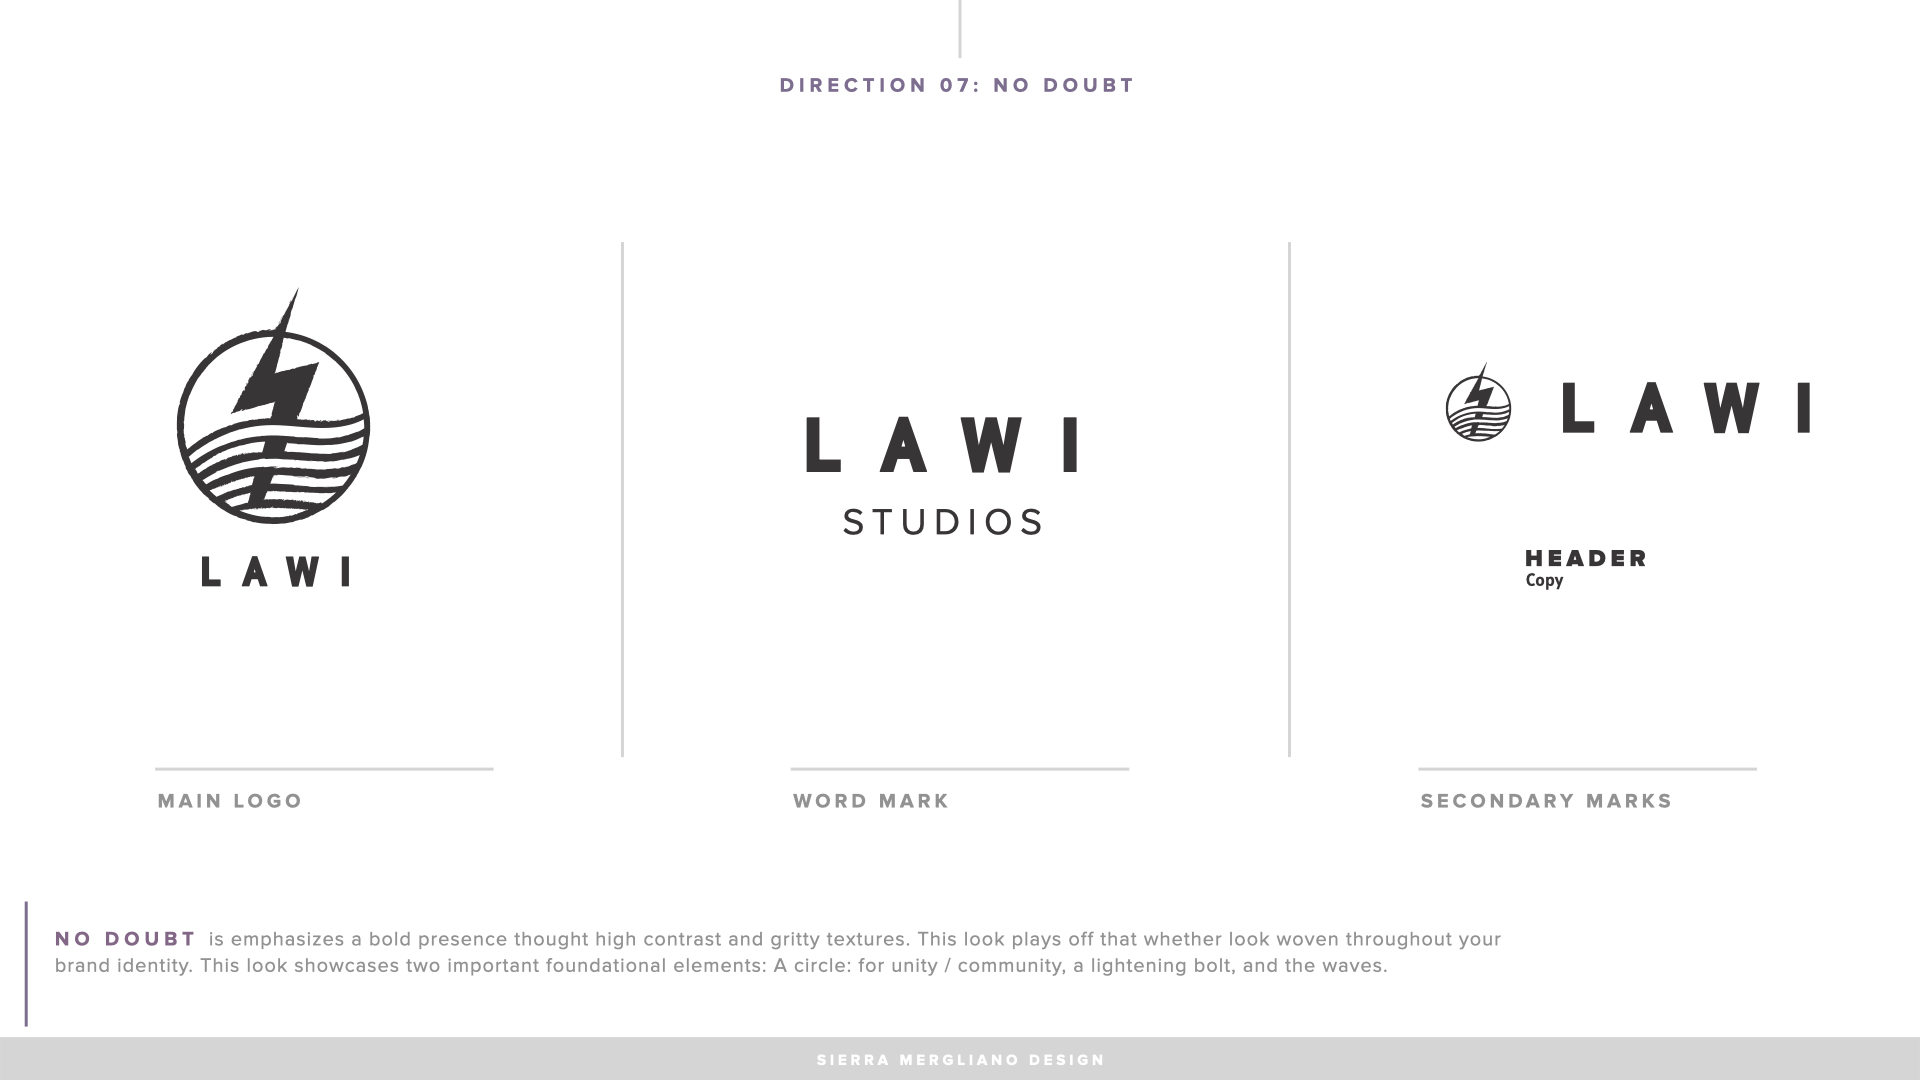 DIRECTION 07: NO DOUBT
LAWI
MAIN LOGO
LAWI
STUDIOS
WORD MARK
LAWI
HEADER
Copy
SECONDARY MARKS
NO DOUBT is emphasizes a bold presence thought high contrast and gritty textures. This look plays off that whether look woven throughout your
brand identity. This look showcases two important foundational elements: A circle: for unity / community, a lightening bolt, and the waves.
SIERRA MERGLIANO DESIGN